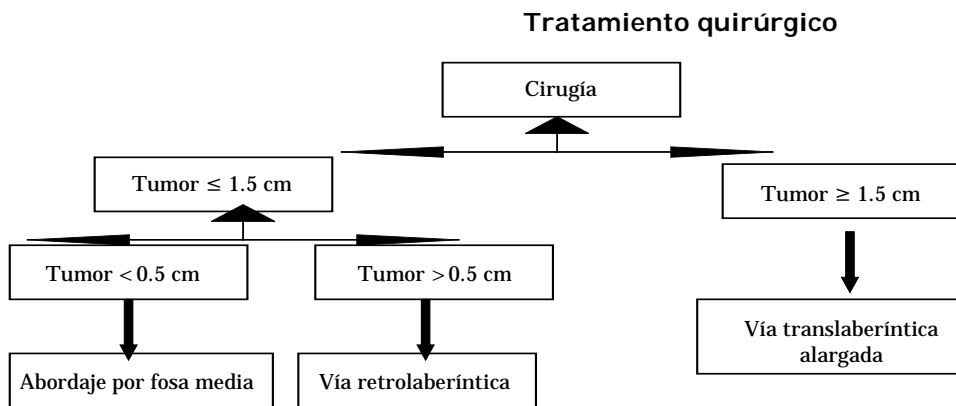 Tratamiento quirúrgico
Cirugía
Tumor ≤ 1.5 cm
Tumor ≥ 1.5 cm
Tumor < 0.5 cm
Tumor > 0.5 cm
Vía translaberíntica
alargada
Abordaje por fosa media
Vía retrolaberíntica